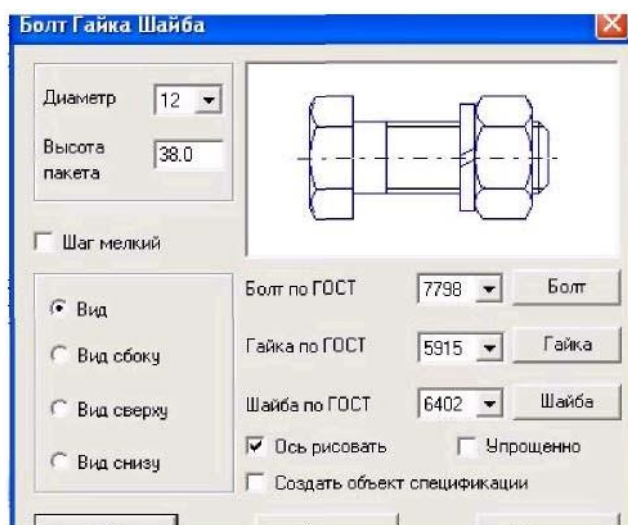 Болт Гайка Шайба
Диаметр 12
Высота пакета 38.0
Шаг мелкий
Вид
Вид сбоку
Вид сверху
Вид снизу
Болт по ГОСТ 7798 Болт
Гайка по ГОСТ 5915 Гайка
Шайба по ГОСТ 6402 Шайба
Ось рисовать Упрощенно
Создать объект спецификации